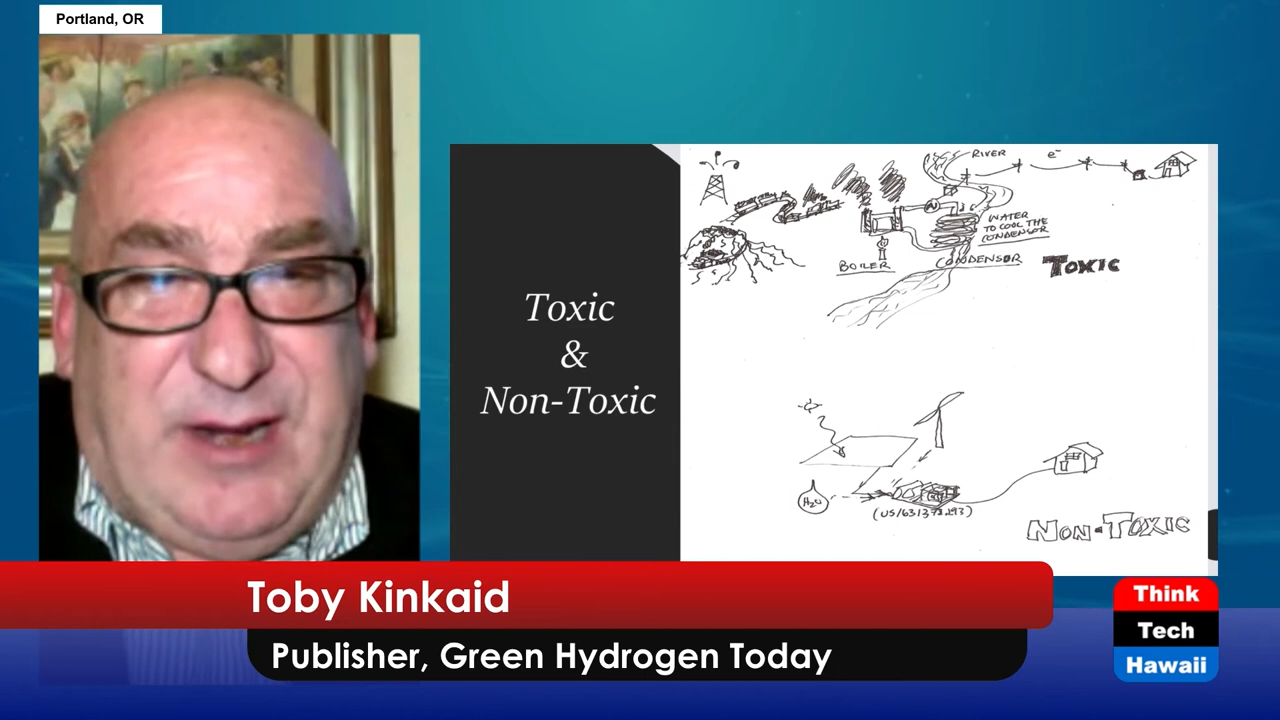 Portland, OR
Toxic
&
Non-Toxic
RIVER
e⁻
WATER
TO COOL THE
CONDENSOR
BOILER
CONDENSOR
TOXIC
H₂O
NON-TOXIC
Toby Kinkaid
Publisher, Green Hydrogen Today
Think
Tech
Hawaii